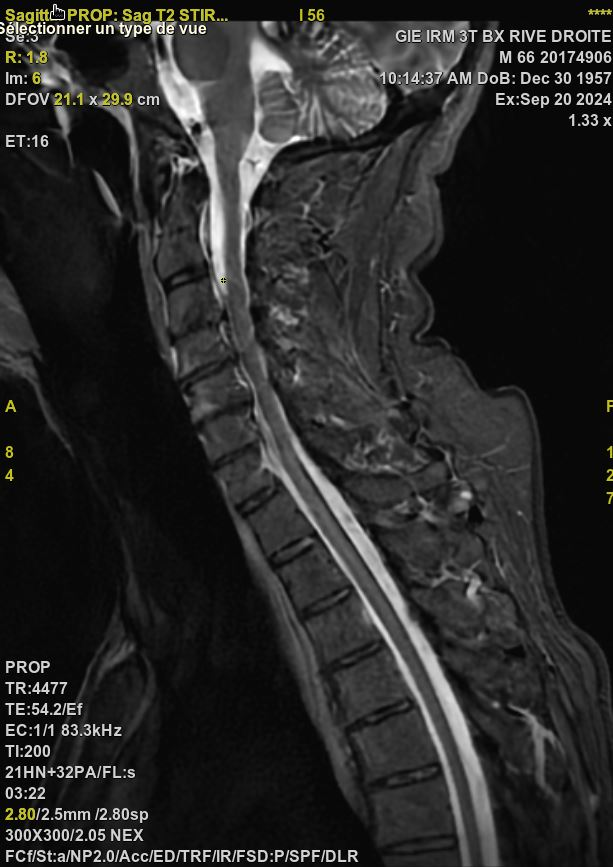 Sagitt PROP: Sag T2 STIR... I 56 ****
Sélectionner un type de vue
Se:3 GIE IRM 3T BX RIVE DROITE
R: 1.8 M 66 20174906
Im: 6 10:14:37 AM DoB: Dec 30 1957
DFOV 21.1 x 29.9 cm Ex:Sep 20 2024
1.33 x
ET:16
A
8
4
1
2
7
PROP
TR:4477
TE:54.2/Ef
EC:1/1 83.3kHz
TI:200
21HN+32PA/FL:s
03:22
2.80/2.5mm /2.80sp
300X300/2.05 NEX
FCf/St:a/NP2.0/Acc/ED/TRF/IR/FSD:P/SPF/DLR